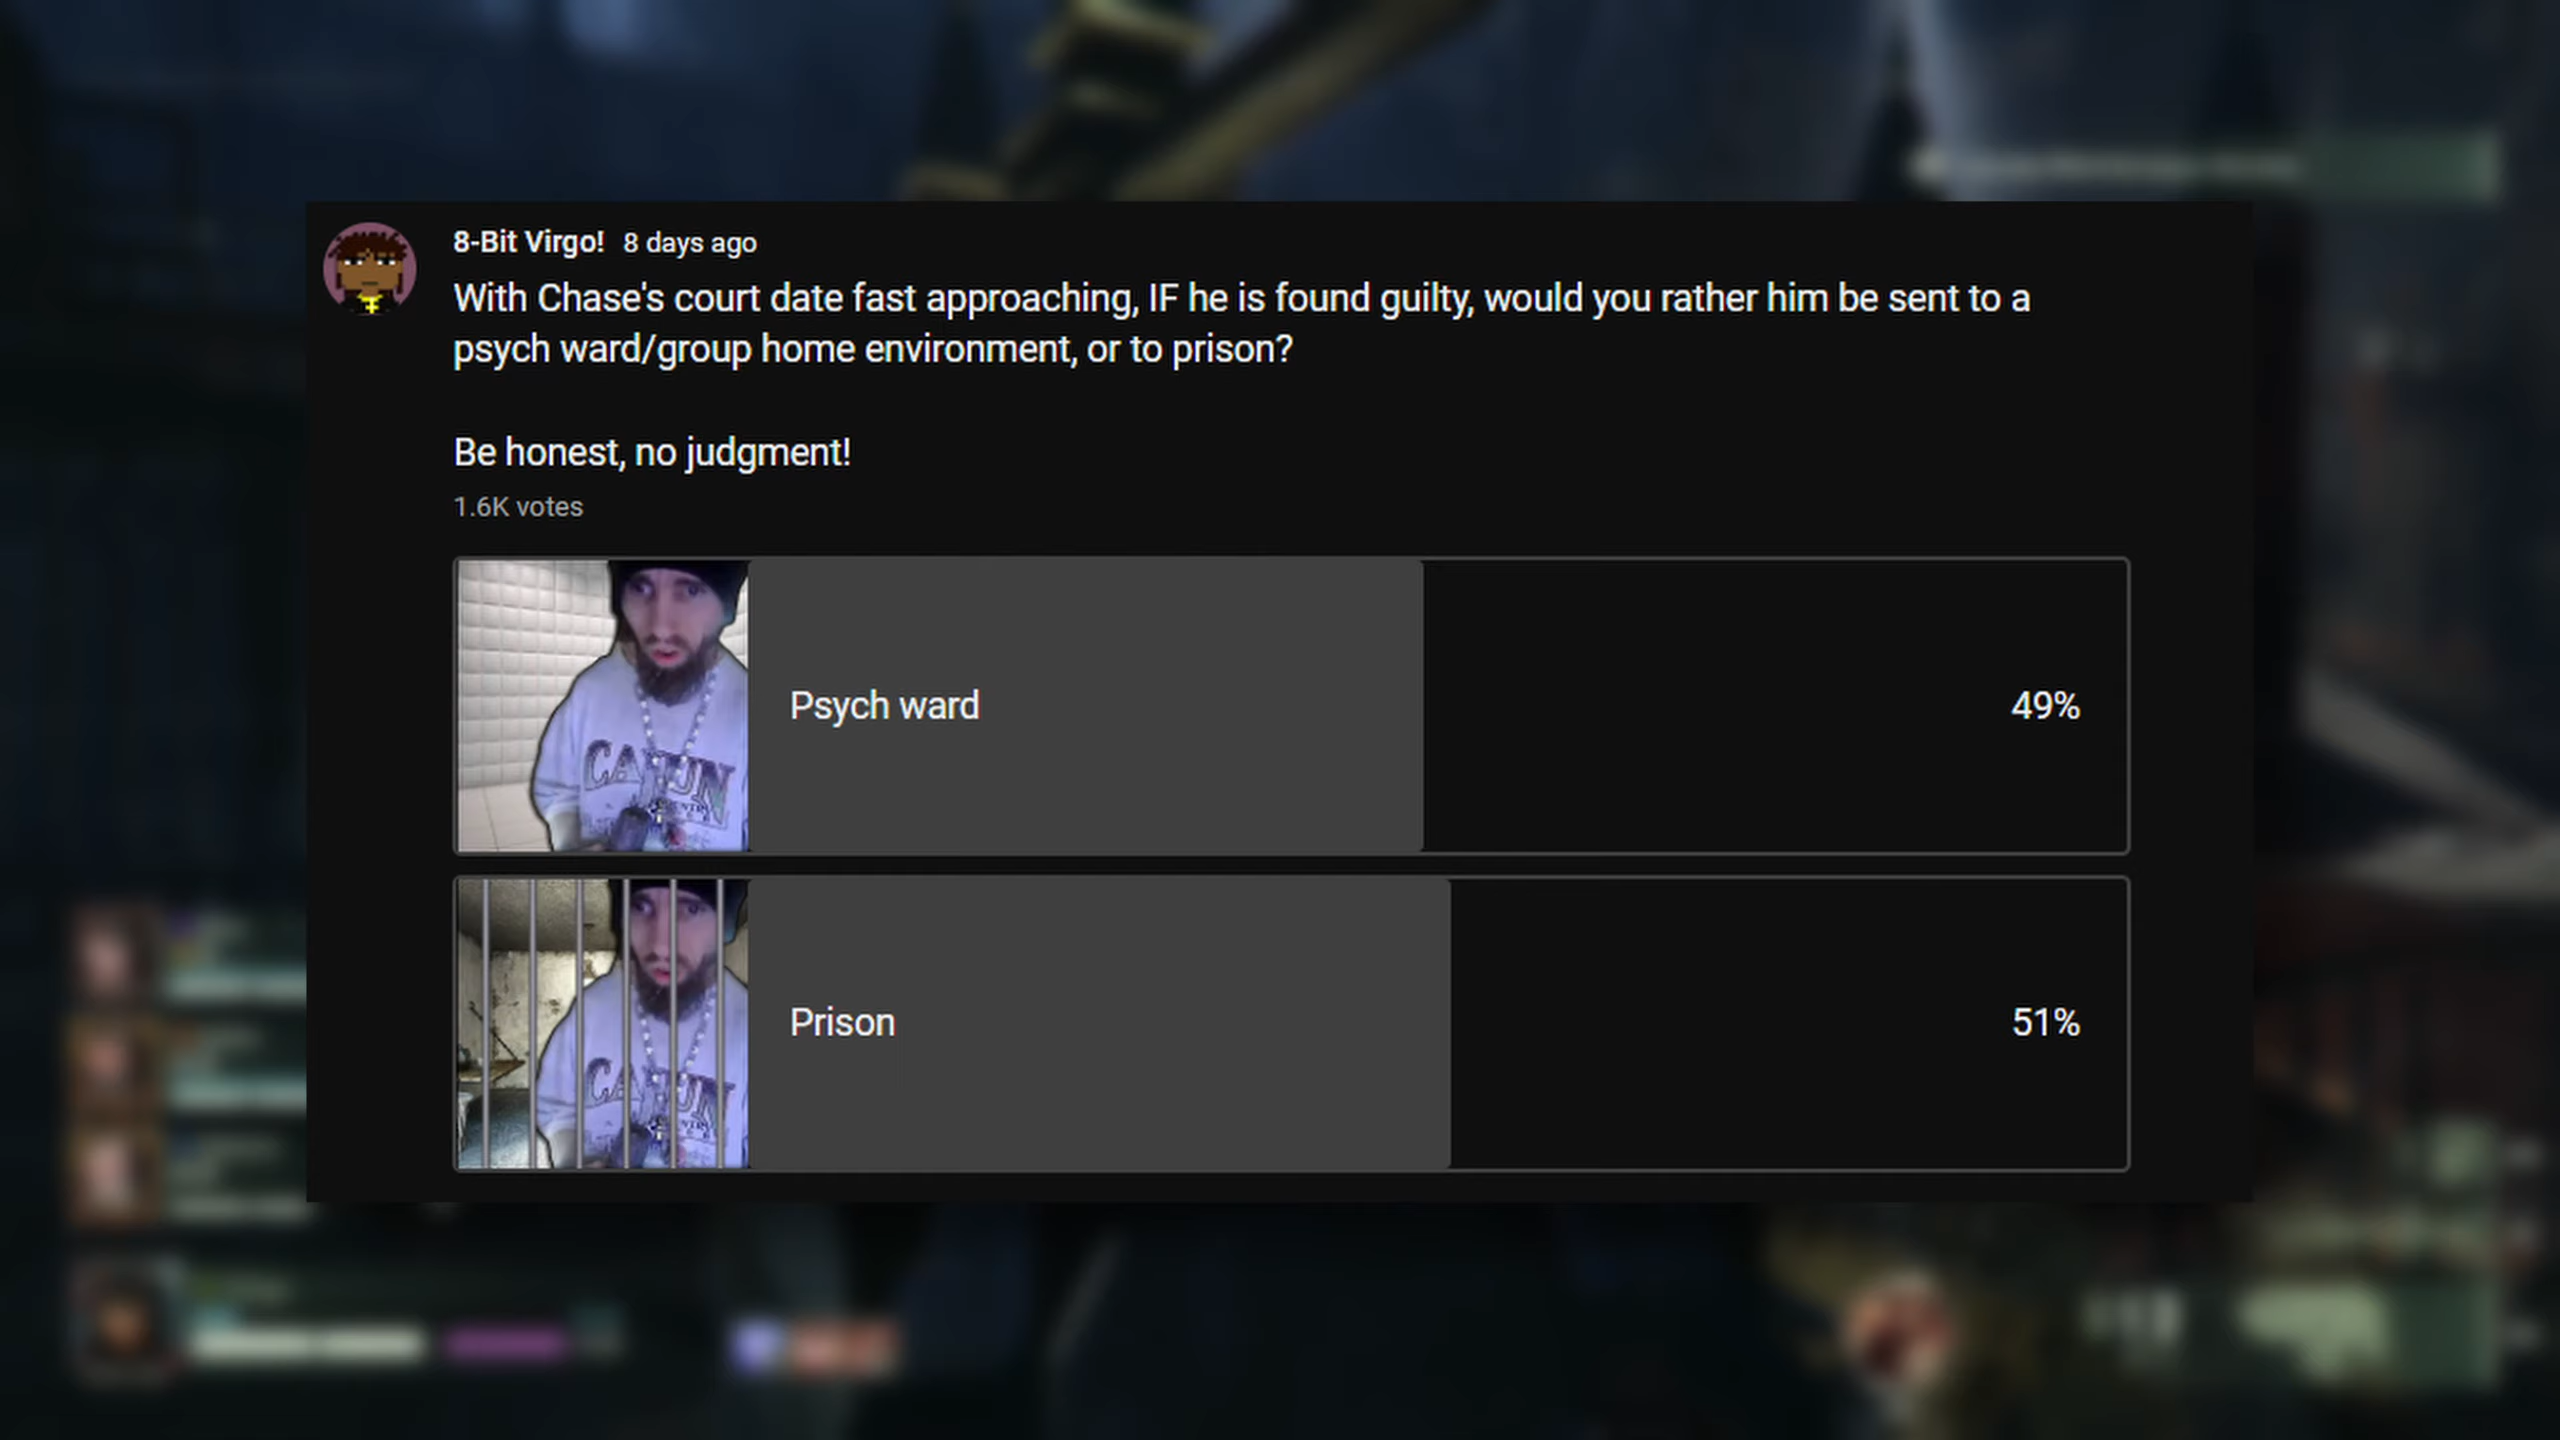 8-Bit Virgo! 8 days ago
With Chase's court date fast approaching, IF he is found guilty, would you rather him be sent to a
psych ward/group home environment, or to prison?
Be honest, no judgment!
1.6K votes
CAJUN
Psych ward
49%
CAJUN
Prison
51%